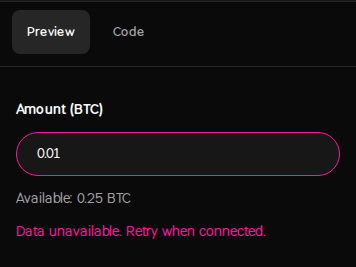 Preview
Code
Amount (BTC)
0.01
Available: 0.25 BTC
Data unavailable. Retry when connected.